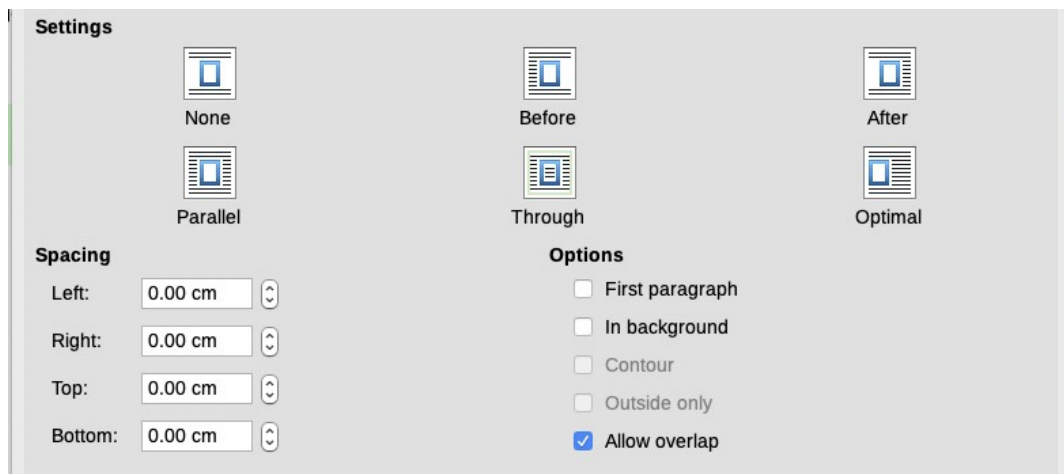 Settings
None Before After
Parallel Through Optimal
Spacing Options
Left: 0.00 cm First paragraph
Right: 0.00 cm In background
Contour
Top: 0.00 cm Outside only
Bottom: 0.00 cm Allow overlap